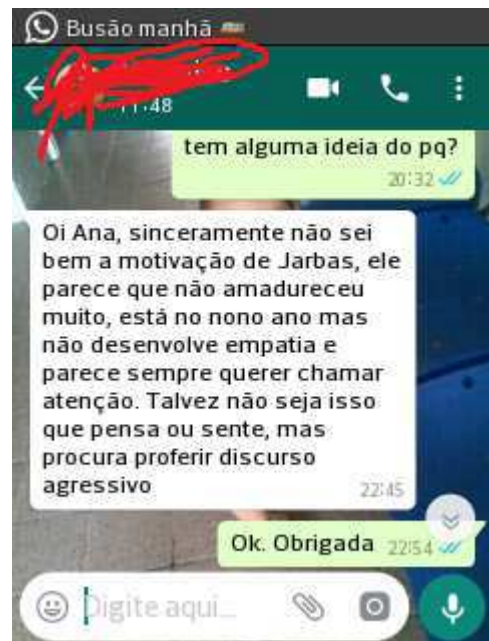 Busão manhã
11:48
tem alguma ideia do pq?
20:32
Oi Ana, sinceramente não sei
bem a motivação de Jarbas, ele
parece que não amadureceu
muito, está no nono ano mas
não desenvolve empatia e
parece sempre querer chamar
atenção. Talvez não seja isso
que pensa ou sente, mas
procura proferir discurso
agressivo
22:45
Ok. Obrigada 22:54
Digite aqui...